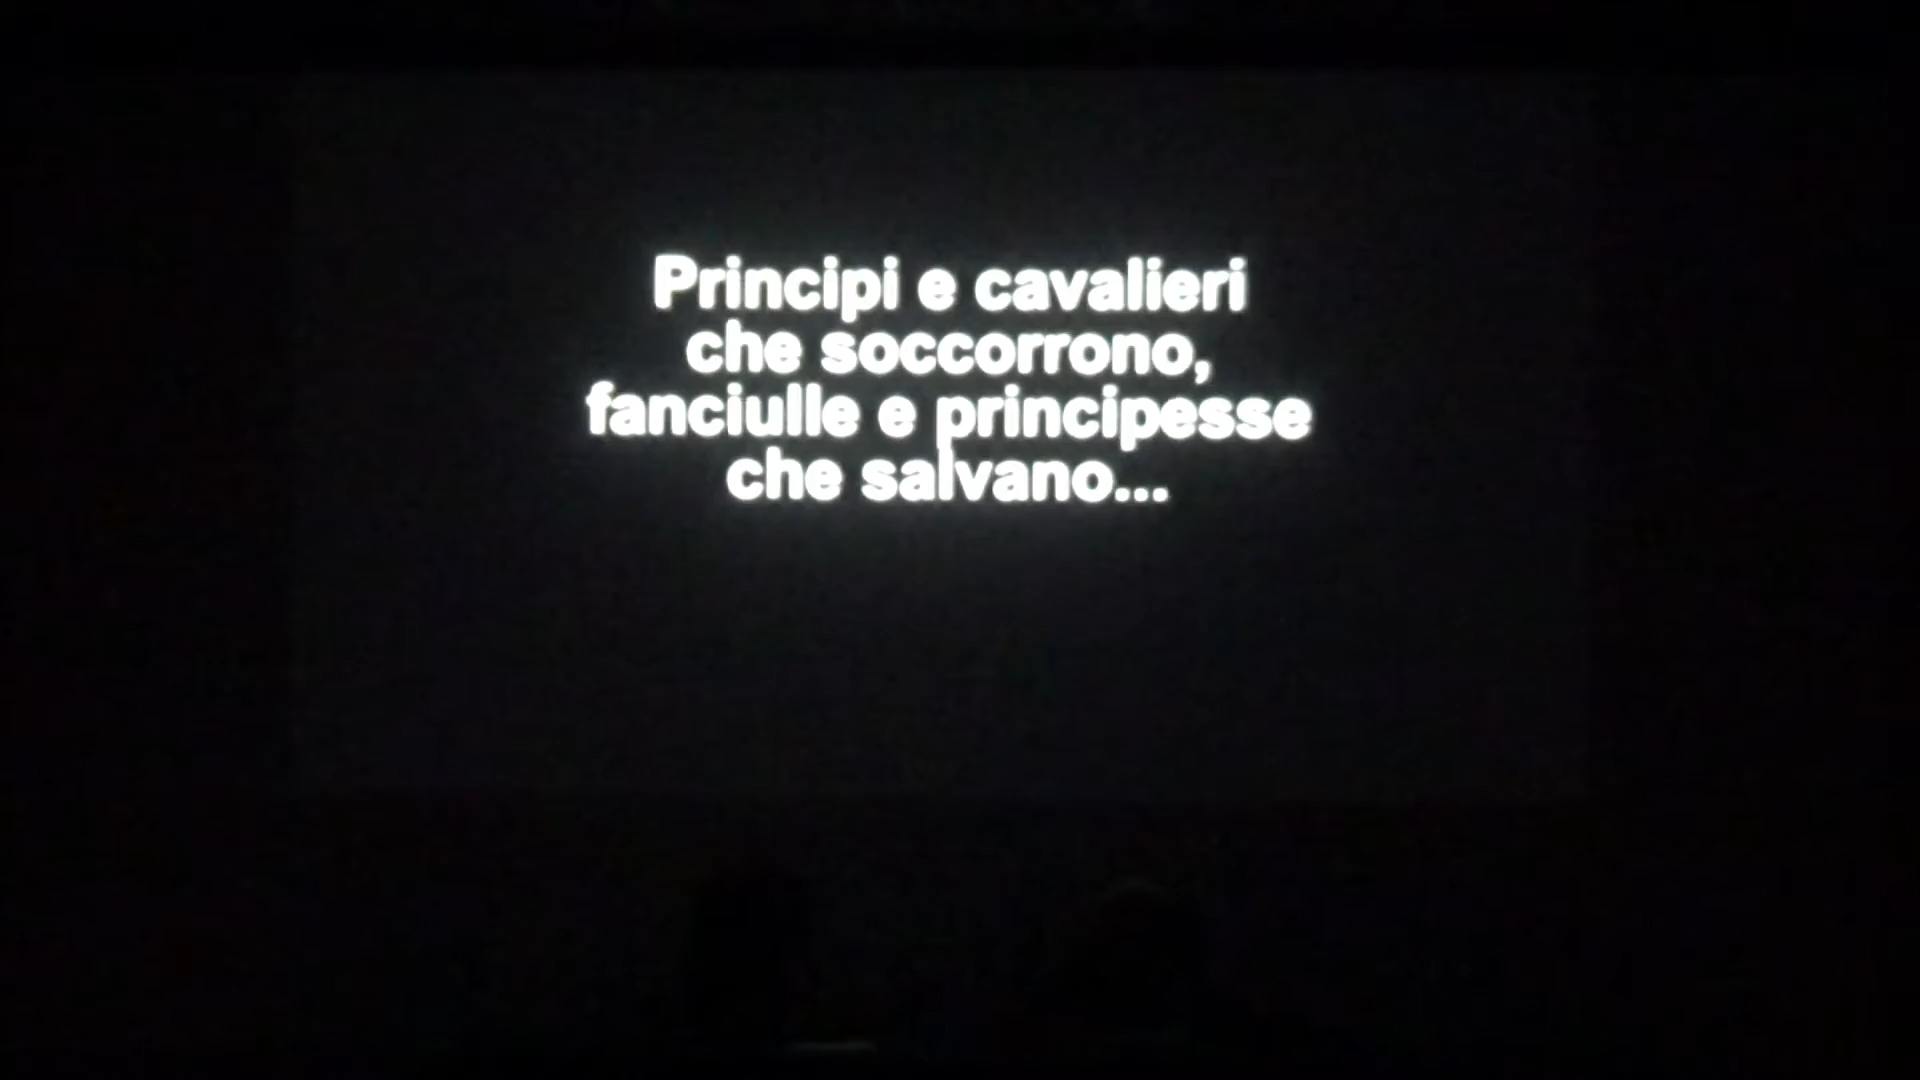 Principi e cavalieri
che soccorrono,
fanciulle e principesse
che salvano...